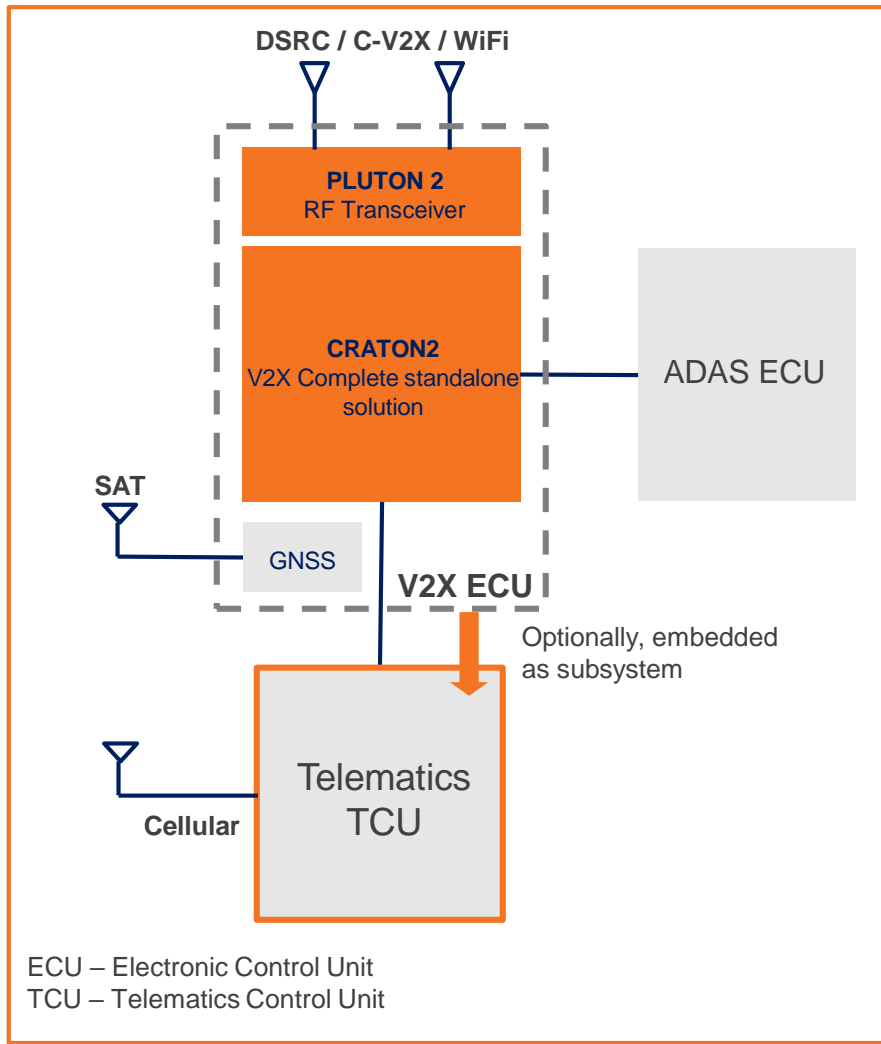 DSRC / C-V2X / WiFi
PLUTON 2
RF Transceiver
CRATON2
V2X Complete standalone
solution
ADAS ECU
SAT
GNSS
V2X ECU
Optionally, embedded
as subsystem
Telematics
TCU
Cellular
ECU – Electronic Control Unit
TCU – Telematics Control Unit